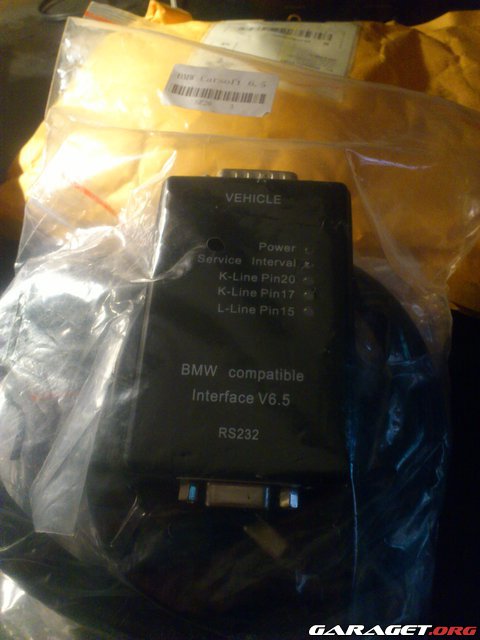 BMW Carsoft 6.5
VEHICLE
Power
Service Interval
K-Line Pin20
K-Line Pin17
L-Line Pin15
BMW compatible
Interface V6.5
RS232
GARAGET.ORG